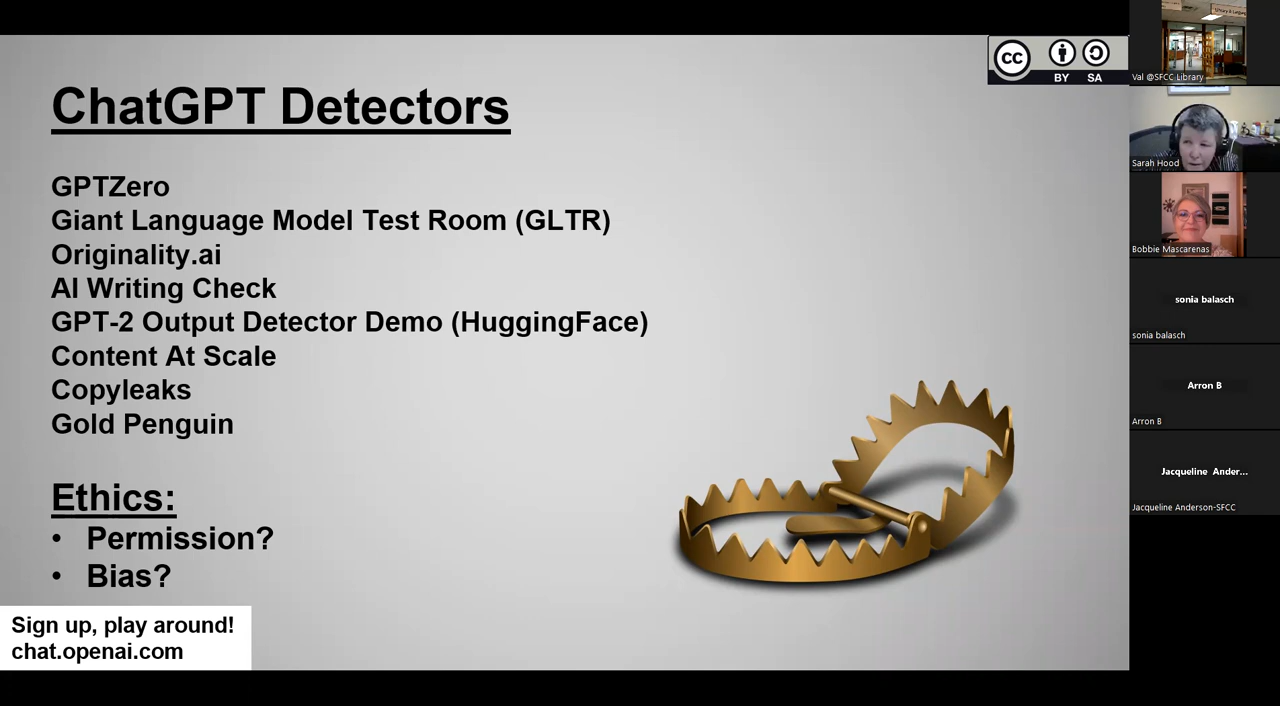 ChatGPT Detectors
GPTZero
Giant Language Model Test Room (GLTR)
Originality.ai
AI Writing Check
GPT-2 Output Detector Demo (HuggingFace)
Content At Scale
Copyleaks
Gold Penguin
Ethics:
• Permission?
• Bias?
Sign up, play around!
chat.openai.com
CC
BY SA
Val @SFCC Library
Sarah Hood
Bobbie Mascarenas
sonia balasch
sonia balasch
Arron B
Arron B
Jacqueline Ander...
Jacqueline Anderson-SFCC